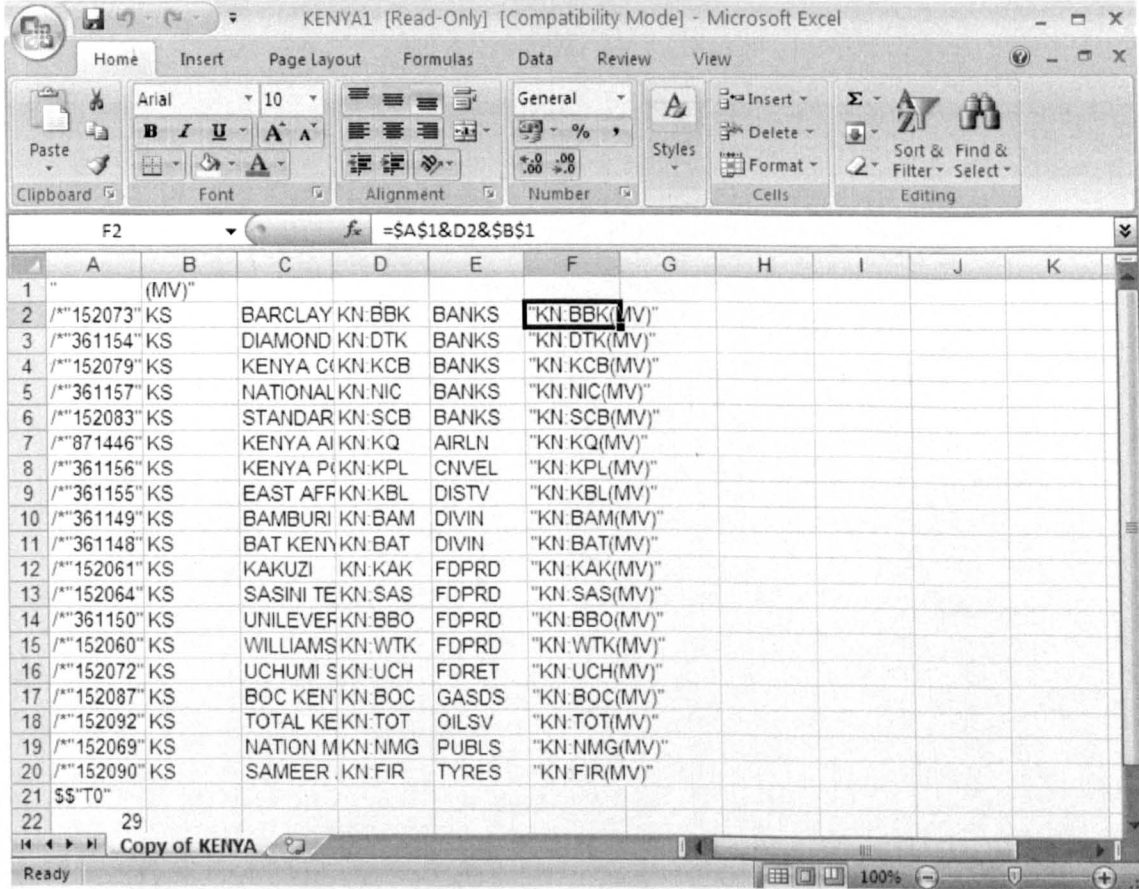 KENYA1 [Read-Only] [Compatibility Mode] - Microsoft Excel
Home Insert Page Layout Formulas Data Review View
Paste
Arial 10
B I U A A A
General
% ,
Styles
Insert
Delete
Format
Σ
Sort & Filter
Find & Select
Clipboard Font Alignment Number Cells Editing
F2 fx =$A$1&D2&$B$1
A B C D E F G H I J K
1 " (MV)"
2 /*"152073" KS BARCLAY KN:BBK BANKS "KN:BBK(MV)"
3 /*"361154" KS DIAMOND KN:DTK BANKS "KN:DTK(MV)"
4 /*"152079" KS KENYA C( KN:KCB BANKS "KN:KCB(MV)"
5 /*"361157" KS NATIONAL KN:NIC BANKS "KN:NIC(MV)"
6 /*"152083" KS STANDAR KN:SCB BANKS "KN:SCB(MV)"
7 /*"871446" KS KENYA AI KN:KQ AIRLN "KN:KQ(MV)"
8 /*"361156" KS KENYA P( KN:KPL CNVEL "KN:KPL(MV)"
9 /*"361155" KS EAST AFF KN:KBL DISTV "KN:KBL(MV)"
10 /*"361149" KS BAMBURI KN:BAM DIVIN "KN:BAM(MV)"
11 /*"361148" KS BAT KENY KN:BAT DIVIN "KN:BAT(MV)"
12 /*"152061" KS KAKUZI KN:KAK FDPRD "KN:KAK(MV)"
13 /*"152064" KS SASINI TE KN:SAS FDPRD "KN:SAS(MV)"
14 /*"361150" KS UNILEVER KN:BBO FDPRD "KN:BBO(MV)"
15 /*"152060" KS WILLIAMS KN:WTK FDPRD "KN:WTK(MV)"
16 /*"152072" KS UCHUMI S KN:UCH FDRET "KN:UCH(MV)"
17 /*"152087" KS BOC KEN KN:BOC GASDS "KN:BOC(MV)"
18 /*"152092" KS TOTAL KE KN:TOT OILSV "KN:TOT(MV)"
19 /*"152069" KS NATION M KN:NMG PUBLS "KN:NMG(MV)"
20 /*"152090" KS SAMEER KN:FIR TYRES "KN:FIR(MV)"
21 $$"T0"
22 29
Copy of KENYA
Ready 100%